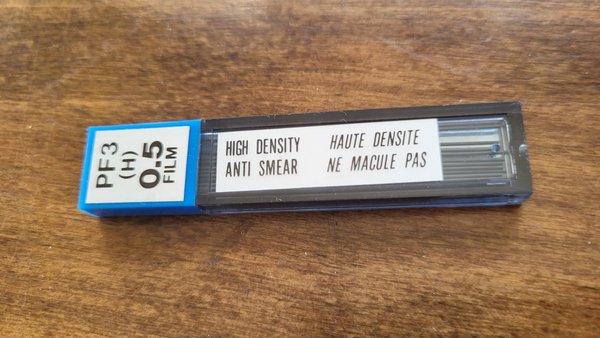 PF3
(H)
0.5
FILM
HIGH DENSITY
ANTI SMEAR
HAUTE DENSITE
NE MACULE PAS